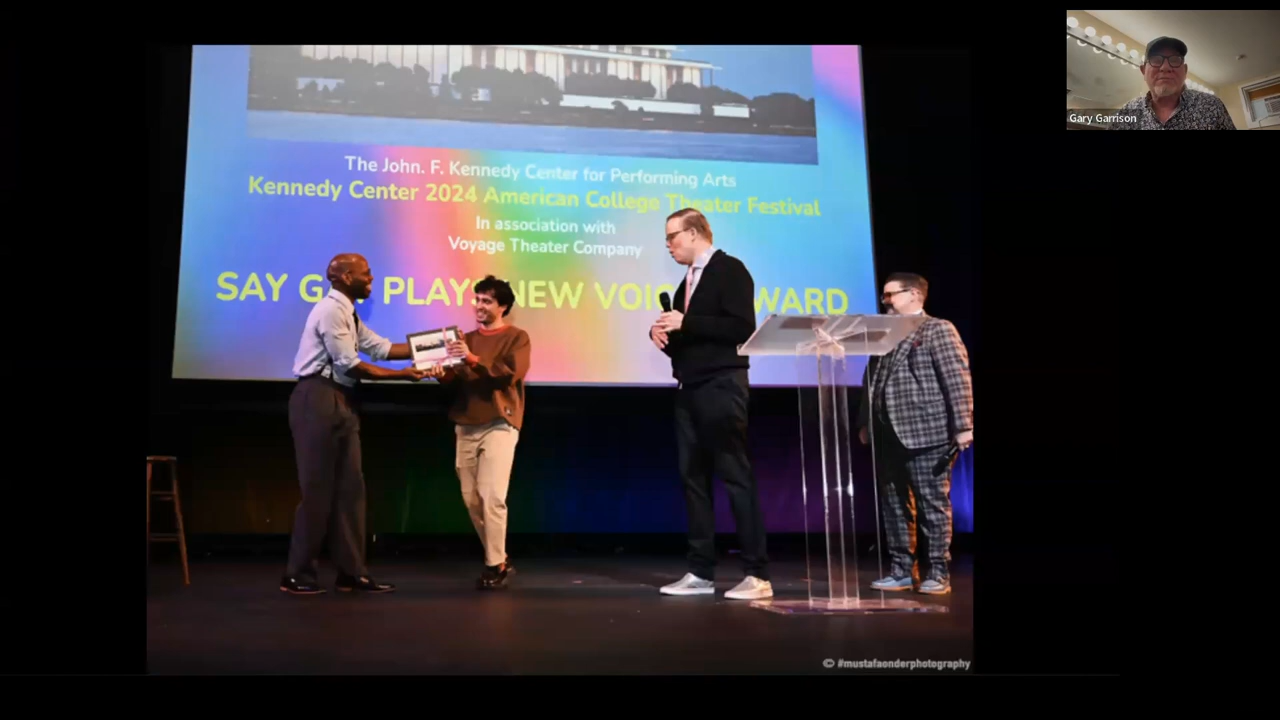 The John. F. Kennedy Center for Performing Arts
Kennedy Center 2024 American College Theater Festival
In association with
Voyage Theater Company
SAY PLAYS NEW AWARD
© #mustafaonderphotography
Gary Garrison